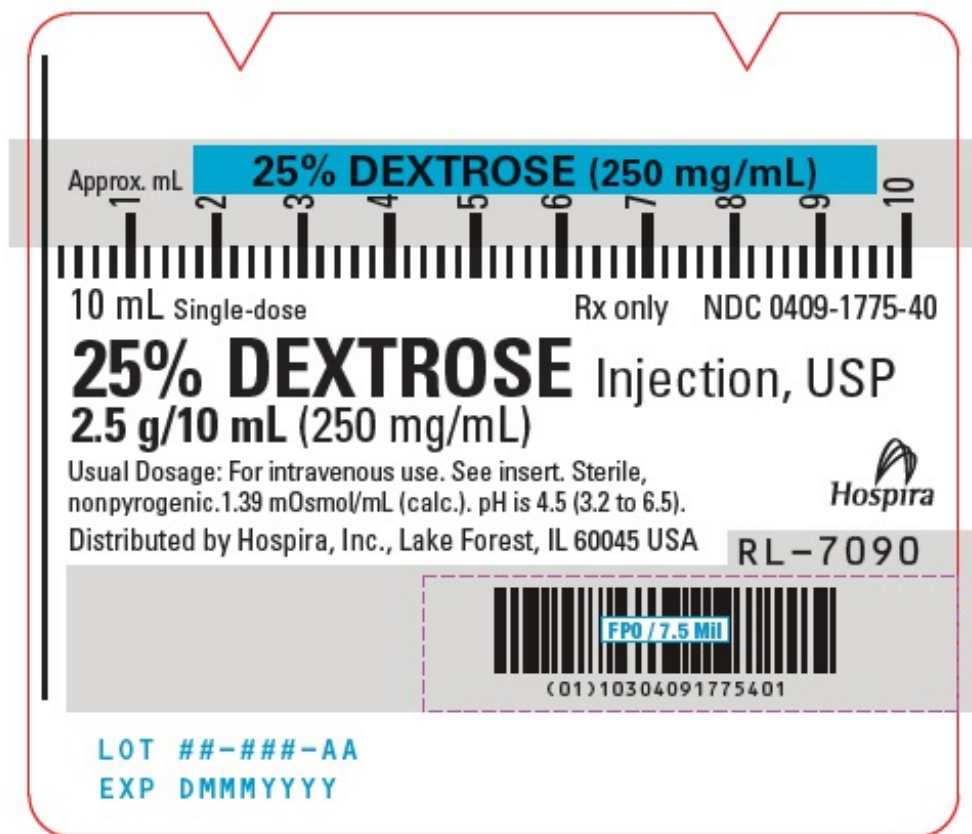 25% DEXTROSE (250 mg/mL)
Approx. mL
1 2 3 4 5 6 7 8 9 10
10 mL Single-dose Rx only NDC 0409-1775-40
25% DEXTROSE Injection, USP
2.5 g/10 mL (250 mg/mL)
Usual Dosage: For intravenous use. See insert. Sterile,
nonpyrogenic.1.39 mOsmol/mL (calc.). pH is 4.5 (3.2 to 6.5).
Hospira
Distributed by Hospira, Inc., Lake Forest, IL 60045 USA
RL-7090
FPO / 7.5 Mil
(01)10304091775401
LOT ##-###-AA
EXP DMMMYYYY